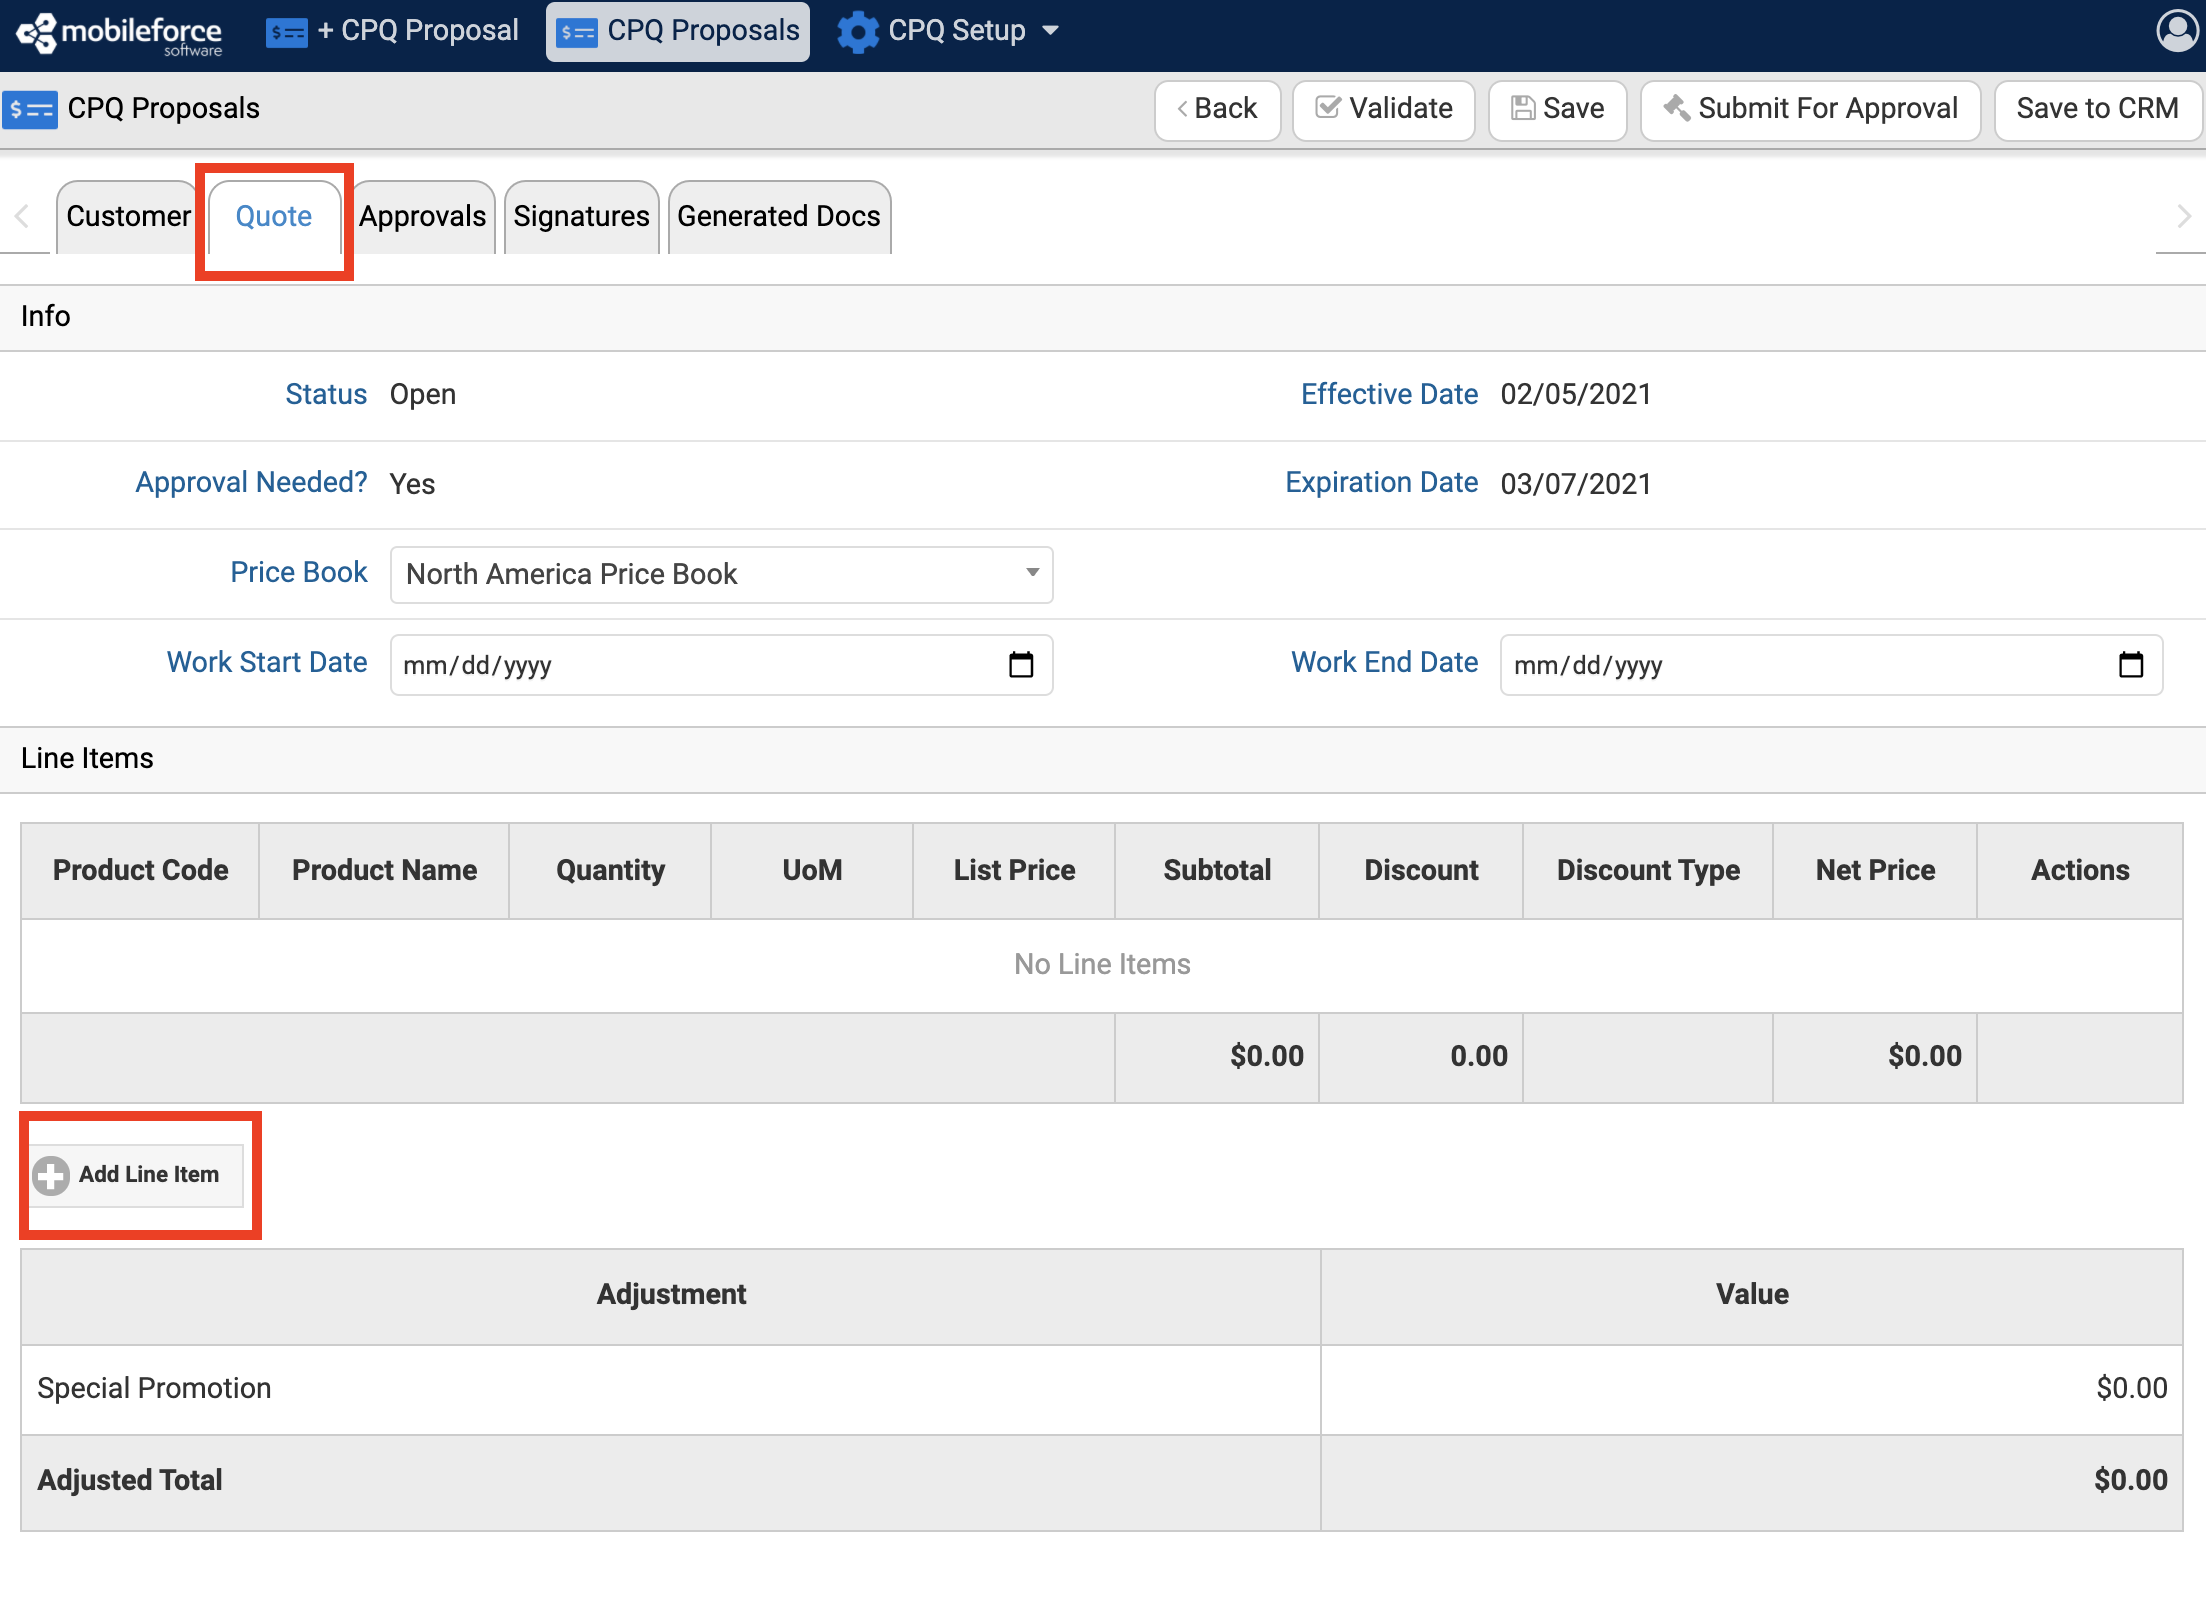 mobileforce
software
+ CPQ Proposal
CPQ Proposals
CPQ Setup
CPQ Proposals
Back
Validate
Save
Submit For Approval
Save to CRM
Customer
Quote
Approvals
Signatures
Generated Docs
Info
Status Open
Effective Date 02/05/2021
Approval Needed? Yes
Expiration Date 03/07/2021
Price Book North America Price Book
Work Start Date mm/dd/yyyy
Work End Date mm/dd/yyyy
Line Items
Product Code Product Name Quantity UoM List Price Subtotal Discount Discount Type Net Price Actions
No Line Items
$0.00 0.00 $0.00
Add Line Item
Adjustment Value
Special Promotion $0.00
Adjusted Total $0.00